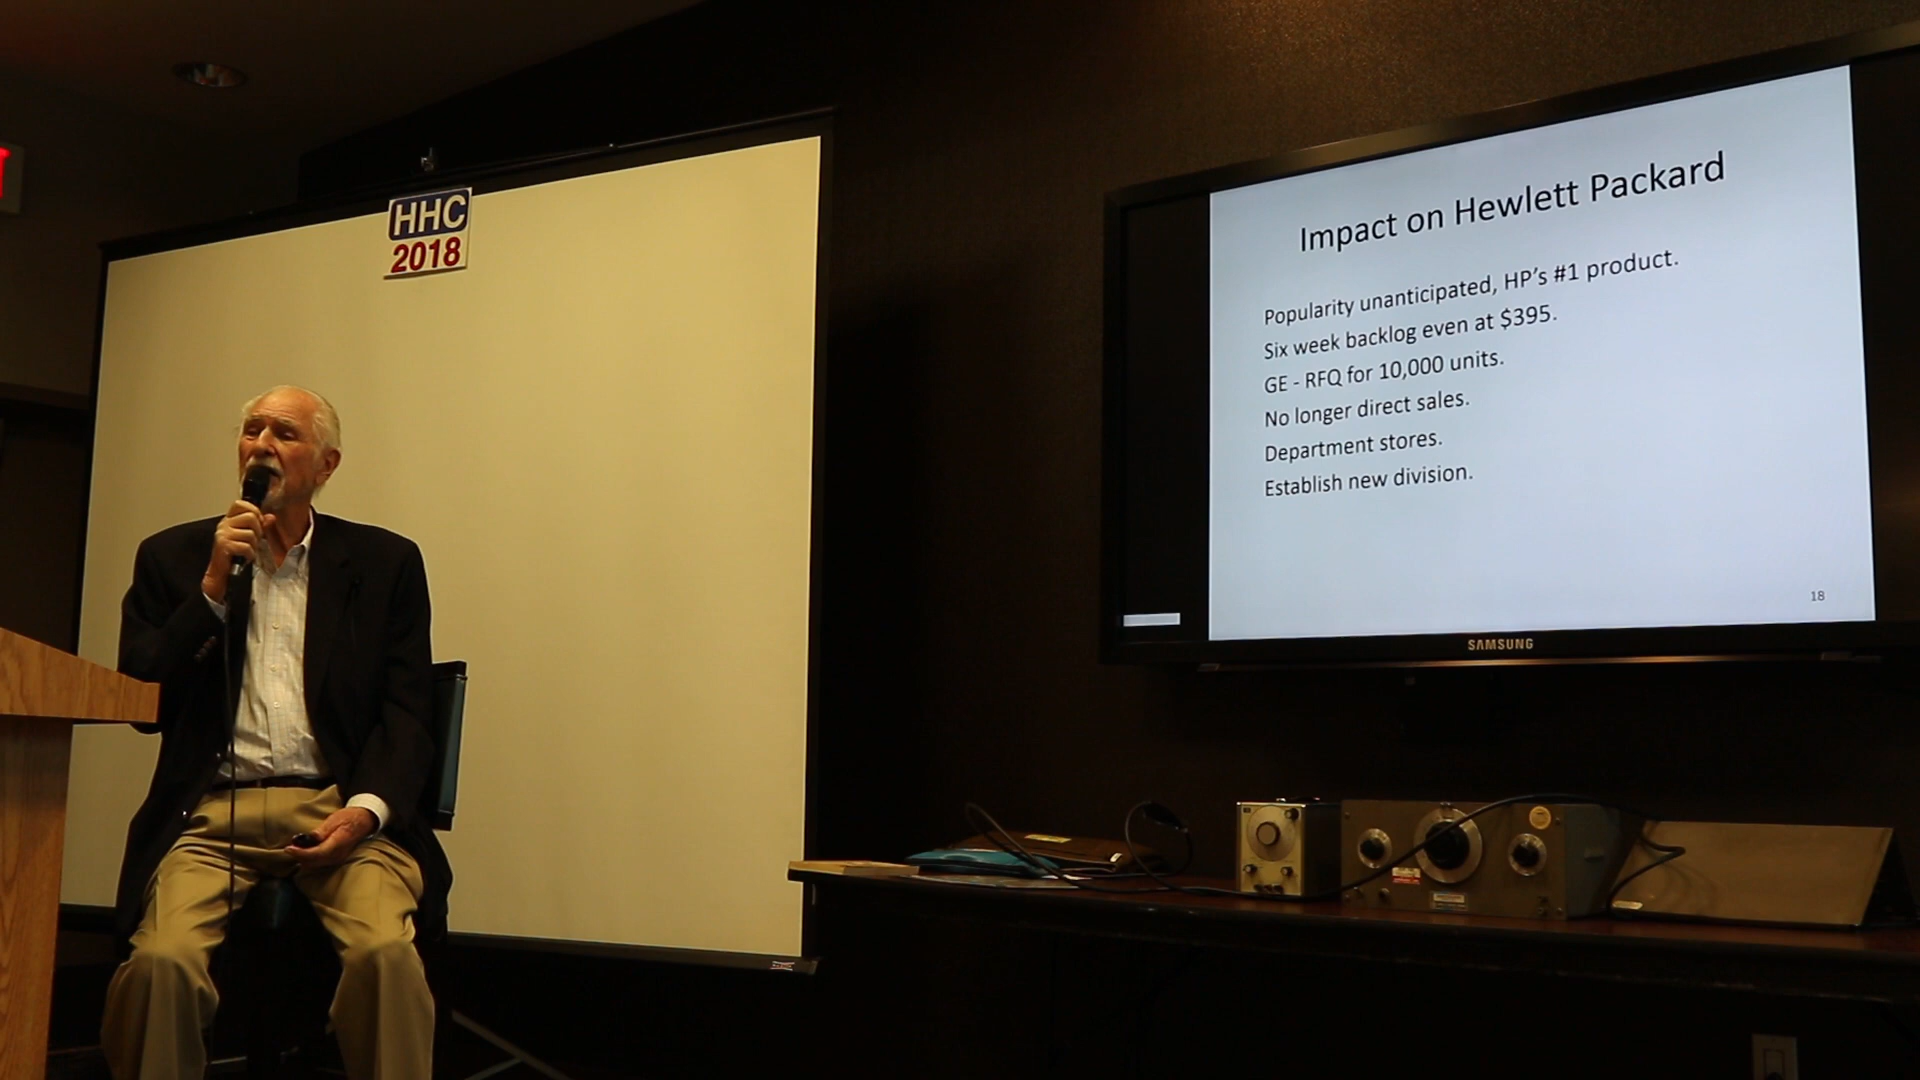 HHC
2018
Impact on Hewlett Packard
Popularity unanticipated, HP's #1 product.
Six week backlog even at $395.
GE - RFQ for 10,000 units.
No longer direct sales.
Department stores.
Establish new division.
18
SAMSUNG